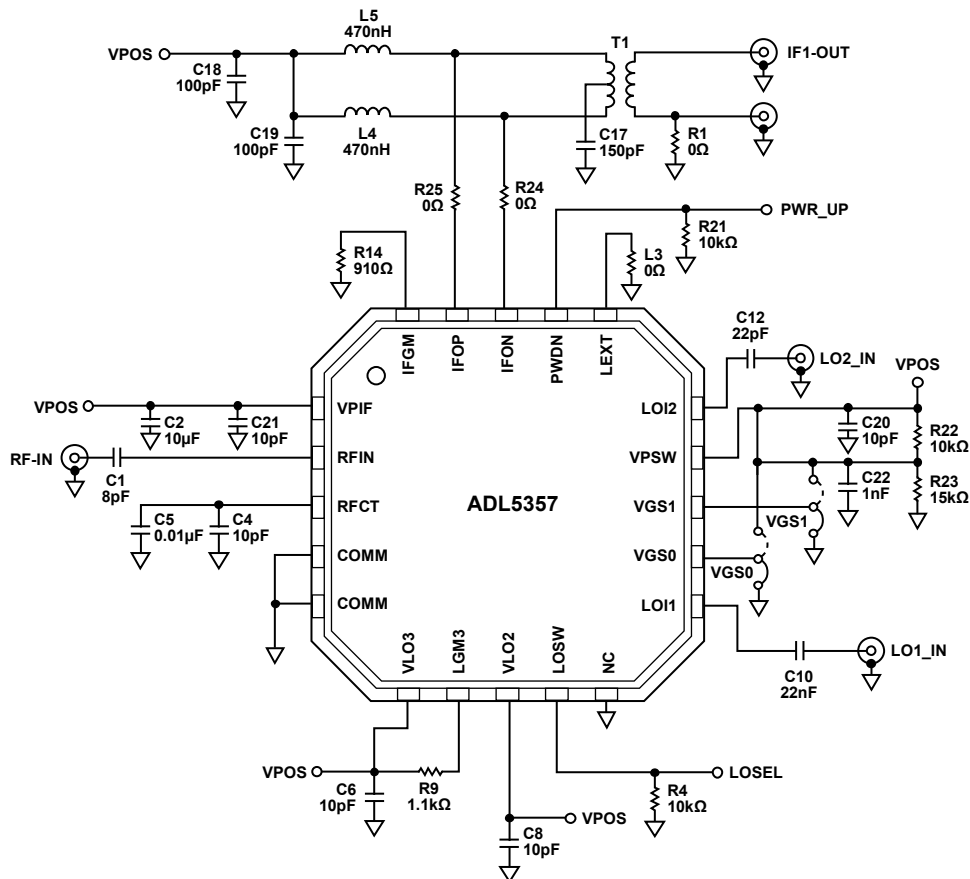 L5
470nH
T1
VPOS
IF1-OUT
C18
100pF
C19
100pF
L4
470nH
C17
150pF
R1
0Ω
R25
0Ω
R24
0Ω
PWR_UP
R21
10kΩ
R14
910Ω
L3
0Ω
C12
22pF
LO2_IN
VPOS
IFGM
IFOP
IFON
PWDN
LEXT
VPOS
C2
10µF
C21
10pF
VPIF
LOI2
C20
10pF
R22
10kΩ
RF-IN
C1
8pF
RFIN
VPSW
C22
1nF
R23
15kΩ
C5
0.01µF
C4
10pF
RFCT
ADL5357
VGS1
VGS1
COMM
VGS0
VGS0
COMM
LOI1
VLO3
LGM3
VLO2
LOSW
NC
LO1_IN
C10
22nF
VPOS
C6
10pF
R9
1.1kΩ
LOSEL
R4
10kΩ
VPOS
C8
10pF